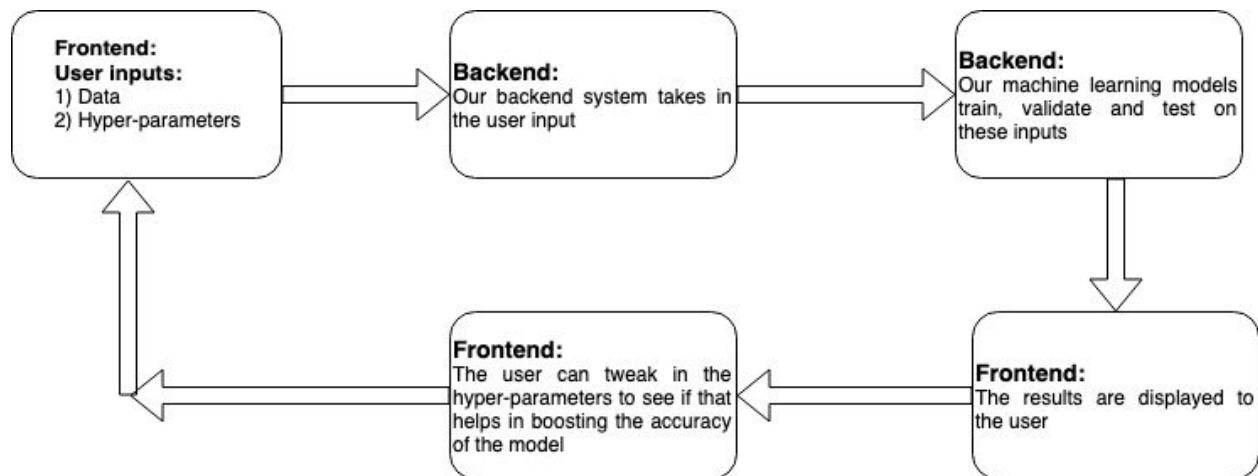 Frontend:
User inputs:
1) Data
2) Hyper-parameters
Backend:
Our backend system takes in
the user input
Backend:
Our machine learning models
train, validate and test on
these inputs
Frontend:
The results are displayed to
the user
Frontend:
The user can tweak in the
hyper-parameters to see if that
helps in boosting the accuracy
of the model